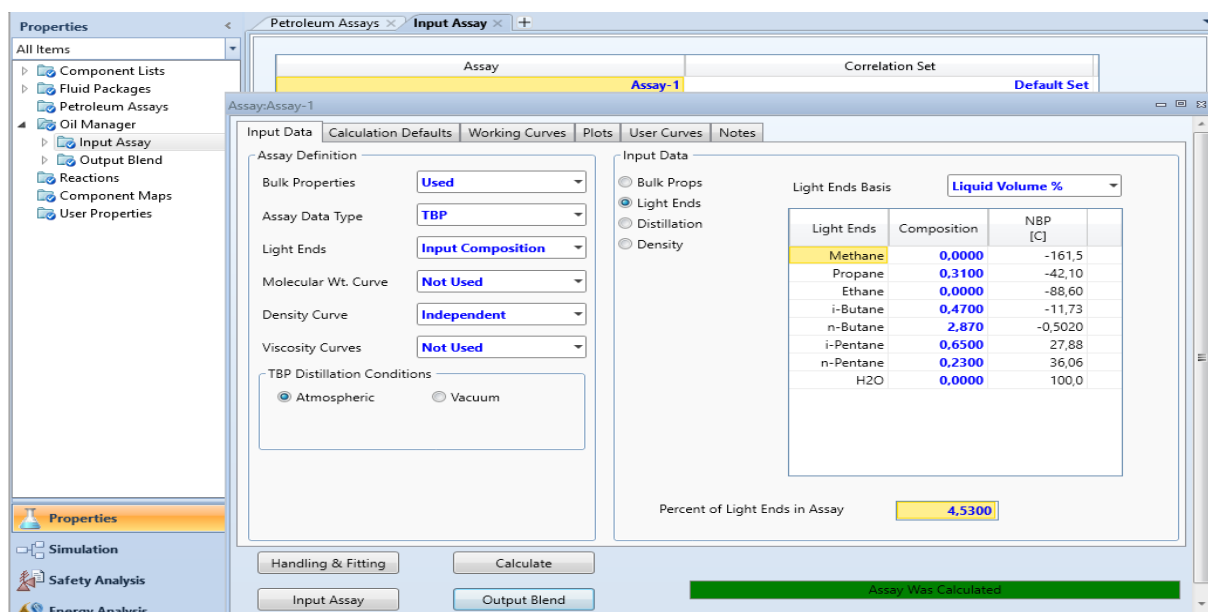 Properties <
Petroleum Assays × Input Assay × +
All Items
Component Lists
Fluid Packages
Petroleum Assays
Oil Manager
Input Assay
Output Blend
Reactions
Component Maps
User Properties
Assay Correlation Set
Assay-1 Default Set
Assay:Assay-1
Input Data Calculation Defaults Working Curves Plots User Curves Notes
Assay Definition
Bulk Properties Used
Assay Data Type TBP
Light Ends Input Composition
Molecular Wt. Curve Not Used
Density Curve Independent
Viscosity Curves Not Used
TBP Distillation Conditions
Atmospheric Vacuum
Input Data
Bulk Props
Light Ends
Distillation
Density
Light Ends Basis Liquid Volume %
Light Ends Composition NBP [C]
Methane 0,0000 -161,5
Propane 0,3100 -42,10
Ethane 0,0000 -88,60
i-Butane 0,4700 -11,73
n-Butane 2,870 -0,5020
i-Pentane 0,6500 27,88
n-Pentane 0,2300 36,06
H2O 0,0000 100,0
Percent of Light Ends in Assay 4,5300
Handling & Fitting Calculate
Input Assay Output Blend
Assay Was Calculated
Properties
Simulation
Safety Analysis
Energy Analysis